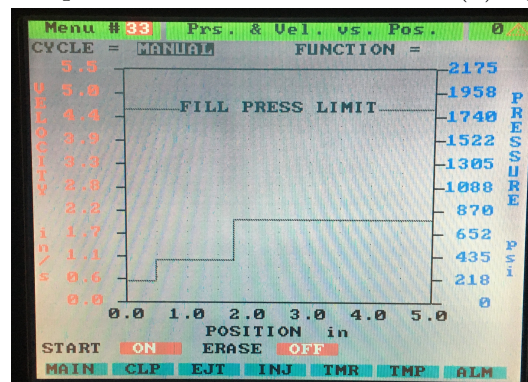 Menu # 33 Prs. & Vel. vs. Pos. 0
CYCLE = MANUAL FUNCTION =
5.5 2175
5.0 1958
FILL PRESS LIMIT
4.4 1740
3.9 1522
3.3 1305
2.8 1088
2.2 870
1.7 652
1.1 435
0.6 218
0.0 0
VELOCITY in/s
PRESSURE psi
0.0 1.0 2.0 3.0 4.0 5.0
POSITION in
START ON ERASE OFF
MAIN CLP EJT INJ TMR TMP ALM